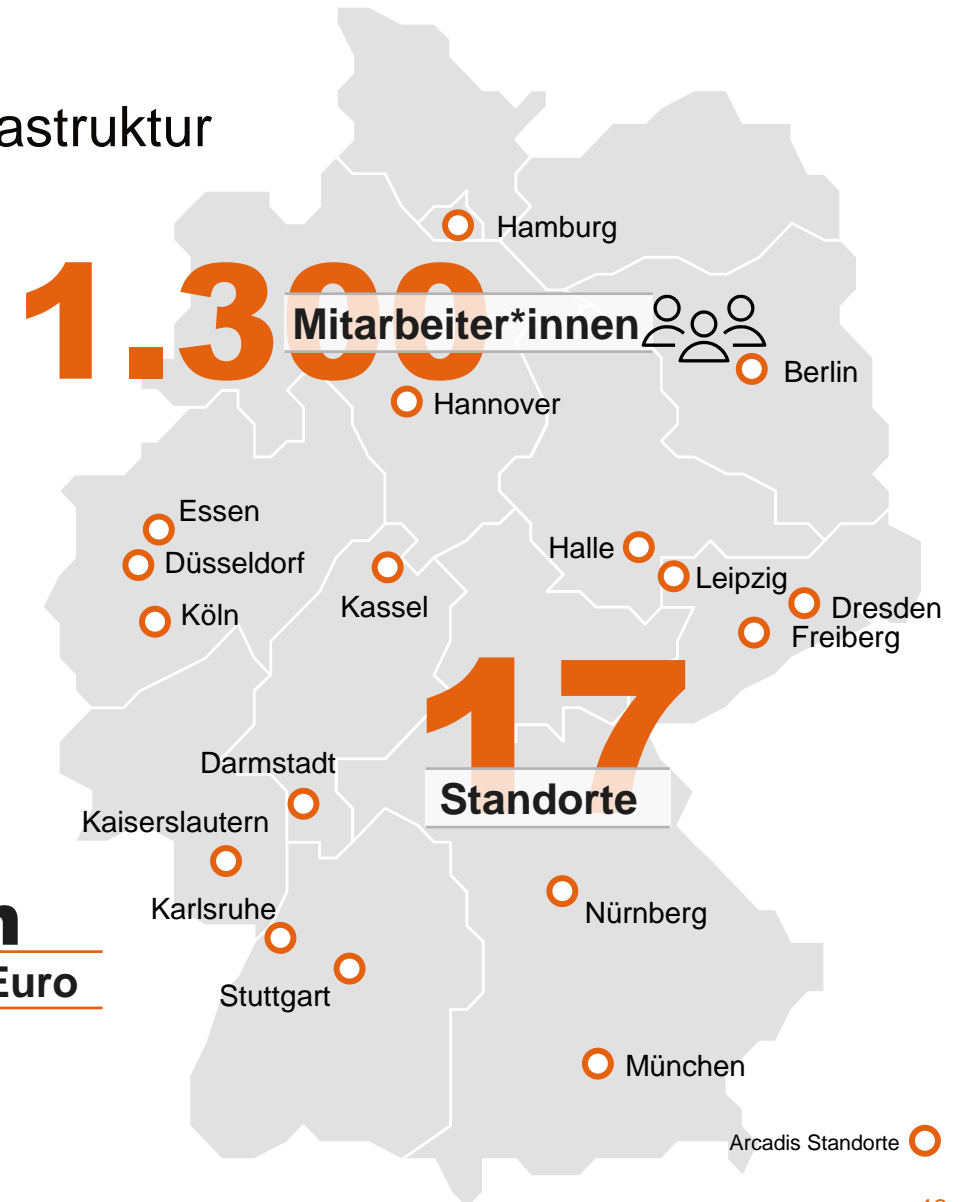 astruktur
Hamburg
1.300
Mitarbeiter*innen
Berlin
Hannover
Essen
Düsseldorf
Köln
Kassel
Halle
Leipzig
Dresden
Freiberg
17
Standorte
Darmstadt
Kaiserslautern
Karlsruhe
Stuttgart
Nürnberg
n
Euro
München
Arcadis Standorte